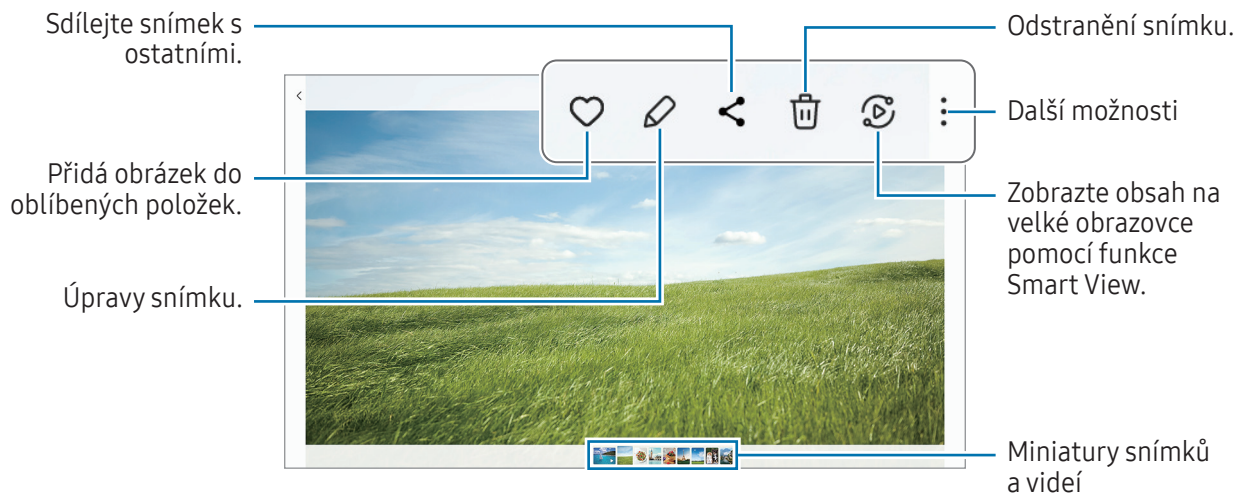 Sdílejte snímek s
ostatními.
Přidá obrázek do
oblíbených položek.
Úpravy snímku.
Odstranění snímku.
Další možnosti
Zobrazte obsah na
velké obrazovce
pomocí funkce
Smart View.
Miniatury snímků
a videí